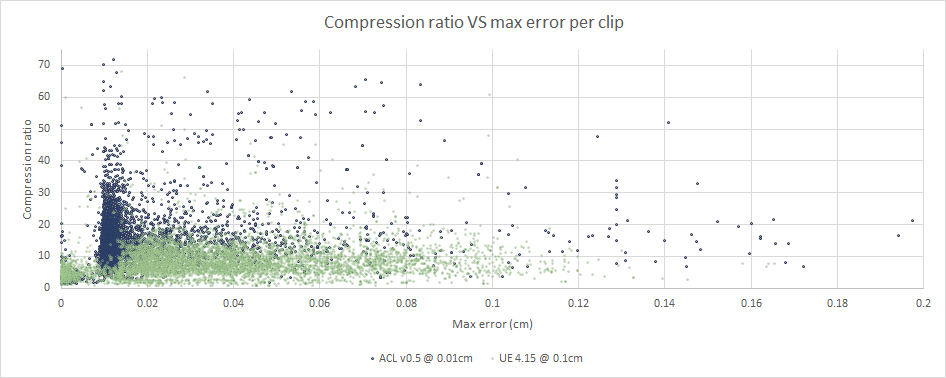 Compression ratio VS max error per clip
70
60
50
40
30
20
10
0
Compression ratio
0 0.02 0.04 0.06 0.08 0.1 0.12 0.14 0.16 0.18 0.2
Max error (cm)
ACL v0.5 @ 0.01cm UE 4.15 @ 0.1cm